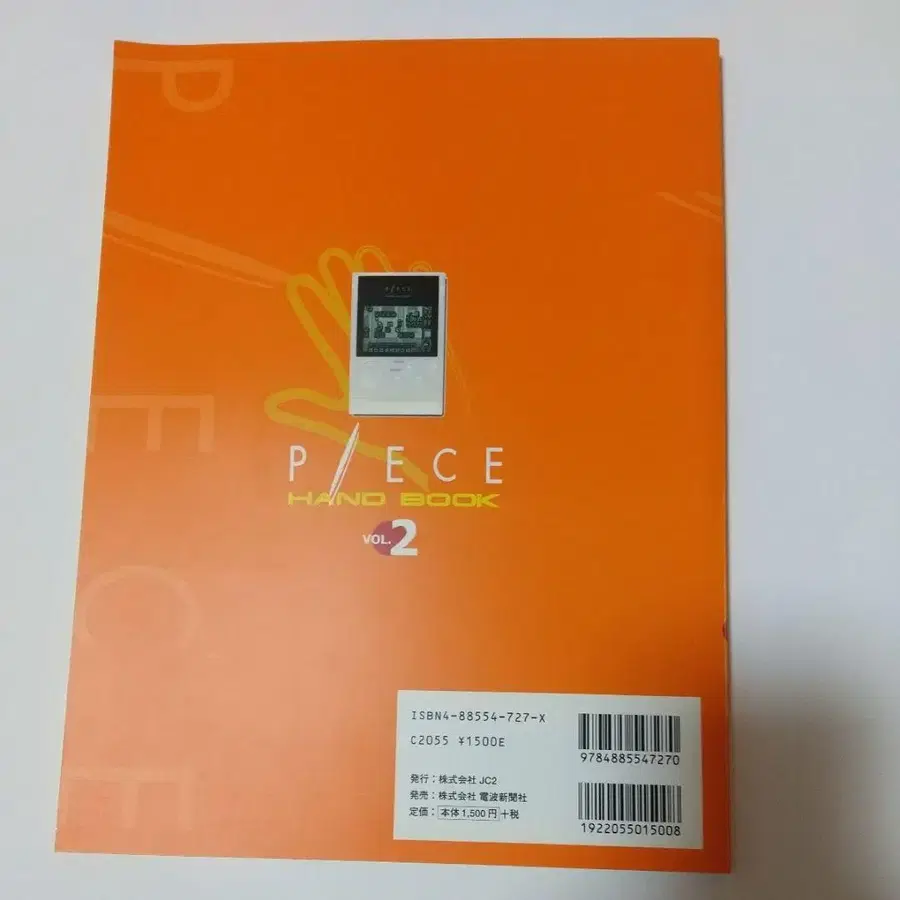 P/ECE
P/ECE
P/ECE
HAND BOOK
VOL.2
ISBN4-88554-727-X
C2055 ¥1500E
9784885547270
発行：株式会社 JC2
発売：株式会社 電波新聞社
定価：本体1,500円+税
1922055015008